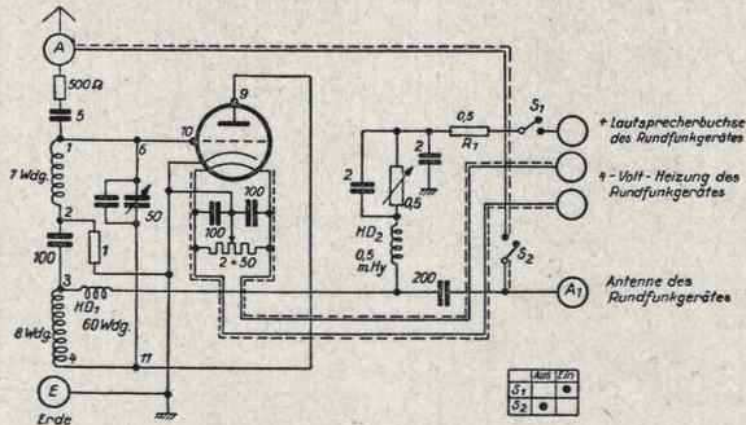 A
500Ω
5
1
7 Wdg.
2
100
3
HD₁
60 Wdg.
8 Wdg.
4
E
Erde
6
50
1
11
9
10
100
100
2 × 50
2
0,5
2
HD₂
0,5
mHy
200
0,5
R₁
S₁
S₂
+ Lautsprecherbuchse
des Rundfunkgerätes
4 - Volt - Heizung des
Rundfunkgerätes
A₁
Antenne des
Rundfunkgerätes
Aus Ein
S₁
S₂